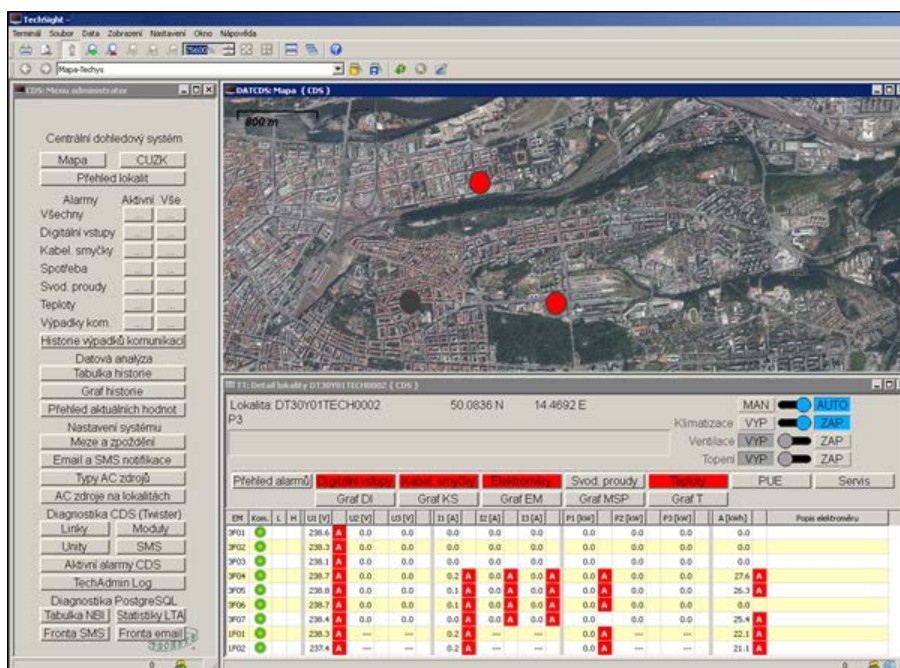 TechSight -
Terminál Soubor Data Zobrazení Nastavení Okno Nápověda
Mapa-Techys
CDS: Menu administrator
Centrální dohledový systém
Mapa CUZK
Přehled lokalit
Alarmy Aktivní Vše
Všechny ... ...
Digitální vstupy ... ...
Kabel. smyčky ... ...
Spotřeba ... ...
Svod. proudy ... ...
Teploty ... ...
Výpadky kom. ... ...
Historie výpadků komunikací
Datová analýza
Tabulka historie
Graf historie
Přehled aktuálních hodnot
Nastavení systému
Meze a zpoždění
Email a SMS notifikace
Typy AC zdrojů
AC zdroje na lokalitách
Diagnostika CDS (Twister)
Linky Moduly
Unity SMS
Aktivní alarmy CDS
TechAdmin Log
Diagnostika PostgreSQL
Tabulka NBI Statistiky LTA
Fronta SMS Fronta email
0
DATCDS: Mapa { CDS }
800 m
TT: Detail lokality DT30Y01TECH0002 { CDS }
Lokalita: DT30Y01TECH0002 50.0836 N 14.4692 E
P3
MAN AUTO
Klimatizace VYP ZAP
Ventilace VYP ZAP
Topení VYP ZAP
Přehled alarmů Digitální vstupy Kabel. smyčky Elektroměry Svod. proudy Teploty PUE Servis
Graf DI Graf KS Graf EM Graf MSP Graf T
EM Kom. L H U1 [V] U2 [V] U3 [V] I1 [A] I2 [A] I3 [A] P1 [kW] P2 [kW] P3 [kW] A [kWh] Popis elektroměru
3F01 238.6 A 0.0 0.0 0.0 0.0 0.0 0.0 0.0 0.0 0.0
3F02 238.3 A 0.0 0.0 0.0 0.0 0.0 0.0 0.0 0.0 0.0
3F03 238.1 A 0.0 0.0 0.0 0.0 0.0 0.0 0.0 0.0 0.0
3F04 238.7 A 0.0 0.0 0.2 A 0.0 A 0.0 A 0.0 A 0.0 0.0 27.6 A
3F05 238.8 A 0.0 0.0 0.1 A 0.0 A 0.0 A 0.0 A 0.0 0.0 26.3 A
3F06 238.7 A 0.0 0.0 0.1 A 0.0 A 0.0 A 0.0 A 0.0 0.0 0.0
3F07 238.4 A 0.0 0.0 0.0 A 0.0 A 0.0 A 0.0 A 0.0 0.0 25.4 A
1F01 238.3 A --- --- 0.2 A --- --- 0.0 A --- --- 22.1 A
1F02 237.4 A --- --- 0.2 A --- --- 0.0 A --- --- 21.1 A
0